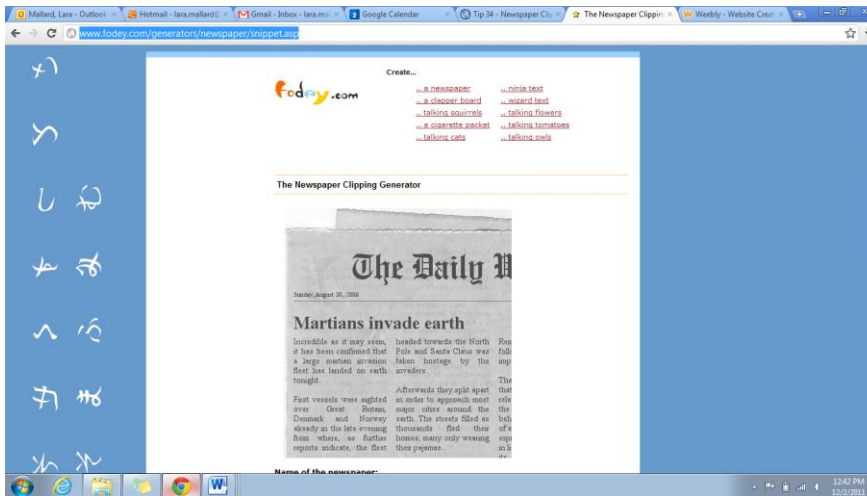 Mallard, Lara - Outlook
Hotmail - lara.mallard@
Gmail - Inbox - lara.mal
Google Calendar
Tip 34 - Newspaper Clip
The Newspaper Clippin
Weebly - Website Creat
www.fodey.com/generators/newspaper/snippet.asp
Create...
fodey.com
.. a newspaper
.. ninja text
.. a clapper board
.. wizard text
.. talking squirrels
.. talking flowers
.. a cigarette packet
.. talking tomatoes
.. talking cats
.. talking owls
The Newspaper Clipping Generator
The Daily W
Sunday, August 30, 2006
Martians invade earth
Incredible as it may seem,
it has been confirmed that
a large martian invasion
fleet has landed on earth
tonight.
First vessels were sighted
over Great Britain,
Denmark and Norway
already in the late evening
from where, as further
reports indicate, the fleet
headed towards the North
Pole and Santa Claus was
taken hostage by the
invaders.
Afterwards they split apart
in order to approach most
major cities around the
earth. The streets filled as
thousands fled their
homes, many only wearing
their pajamas.
Name of the newspaper:
12:42 PM
12/2/2011